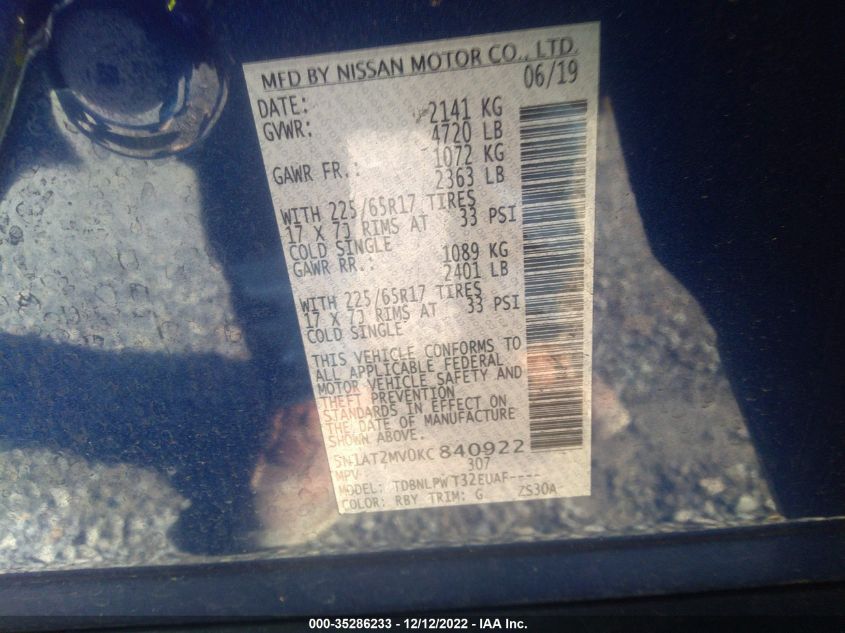 MFD BY NISSAN MOTOR CO., LTD.
DATE: 06/19
GVWR: 2141 KG
4720 LB
GAWR FR.: 1072 KG
2363 LB
WITH 225/65R17 TIRES
17 X 7J RIMS AT 33 PSI
COLD SINGLE
GAWR RR.: 1089 KG
2401 LB
WITH 225/65R17 TIRES
17 X 7J RIMS AT 33 PSI
COLD SINGLE
THIS VEHICLE CONFORMS TO
ALL APPLICABLE FEDERAL
MOTOR VEHICLE SAFETY AND
THEFT PREVENTION
STANDARDS IN EFFECT ON
THE DATE OF MANUFACTURE
SHOWN ABOVE.
5N1AT2MV0KC840922
MPV 307
MODEL: TDBNLPWT32EUAF----
COLOR: RBY TRIM: G ZS30A
000-35286233 - 12/12/2022 - IAA Inc.